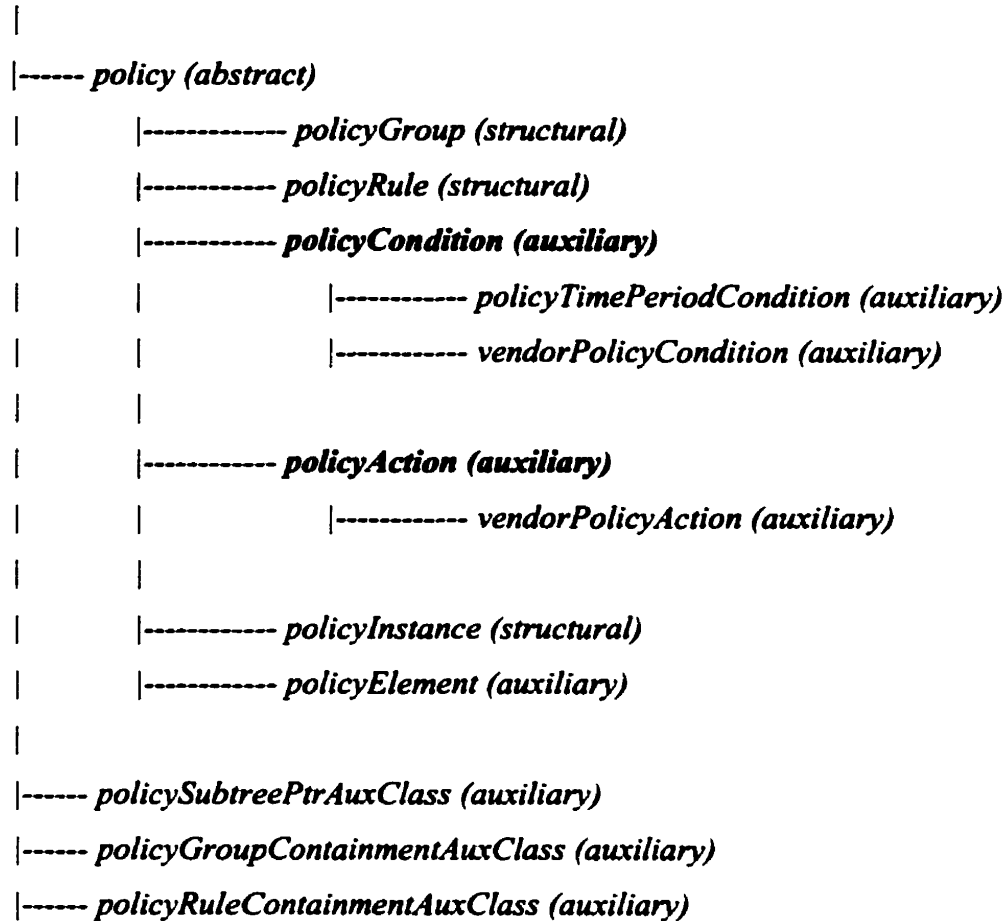 |
|------ policy (abstract)
| |------------- policyGroup (structural)
| |------------ policyRule (structural)
| |------------ policyCondition (auxiliary)
| | |------------ policyTimePeriodCondition (auxiliary)
| | |------------ vendorPolicyCondition (auxiliary)
| |
| |------------ policyAction (auxiliary)
| | |------------ vendorPolicyAction (auxiliary)
| |
| |------------ policyInstance (structural)
| |------------ policyElement (auxiliary)
|
|------ policySubtreePtrAuxClass (auxiliary)
|------ policyGroupContainmentAuxClass (auxiliary)
|------ policyRuleContainmentAuxClass (auxiliary)